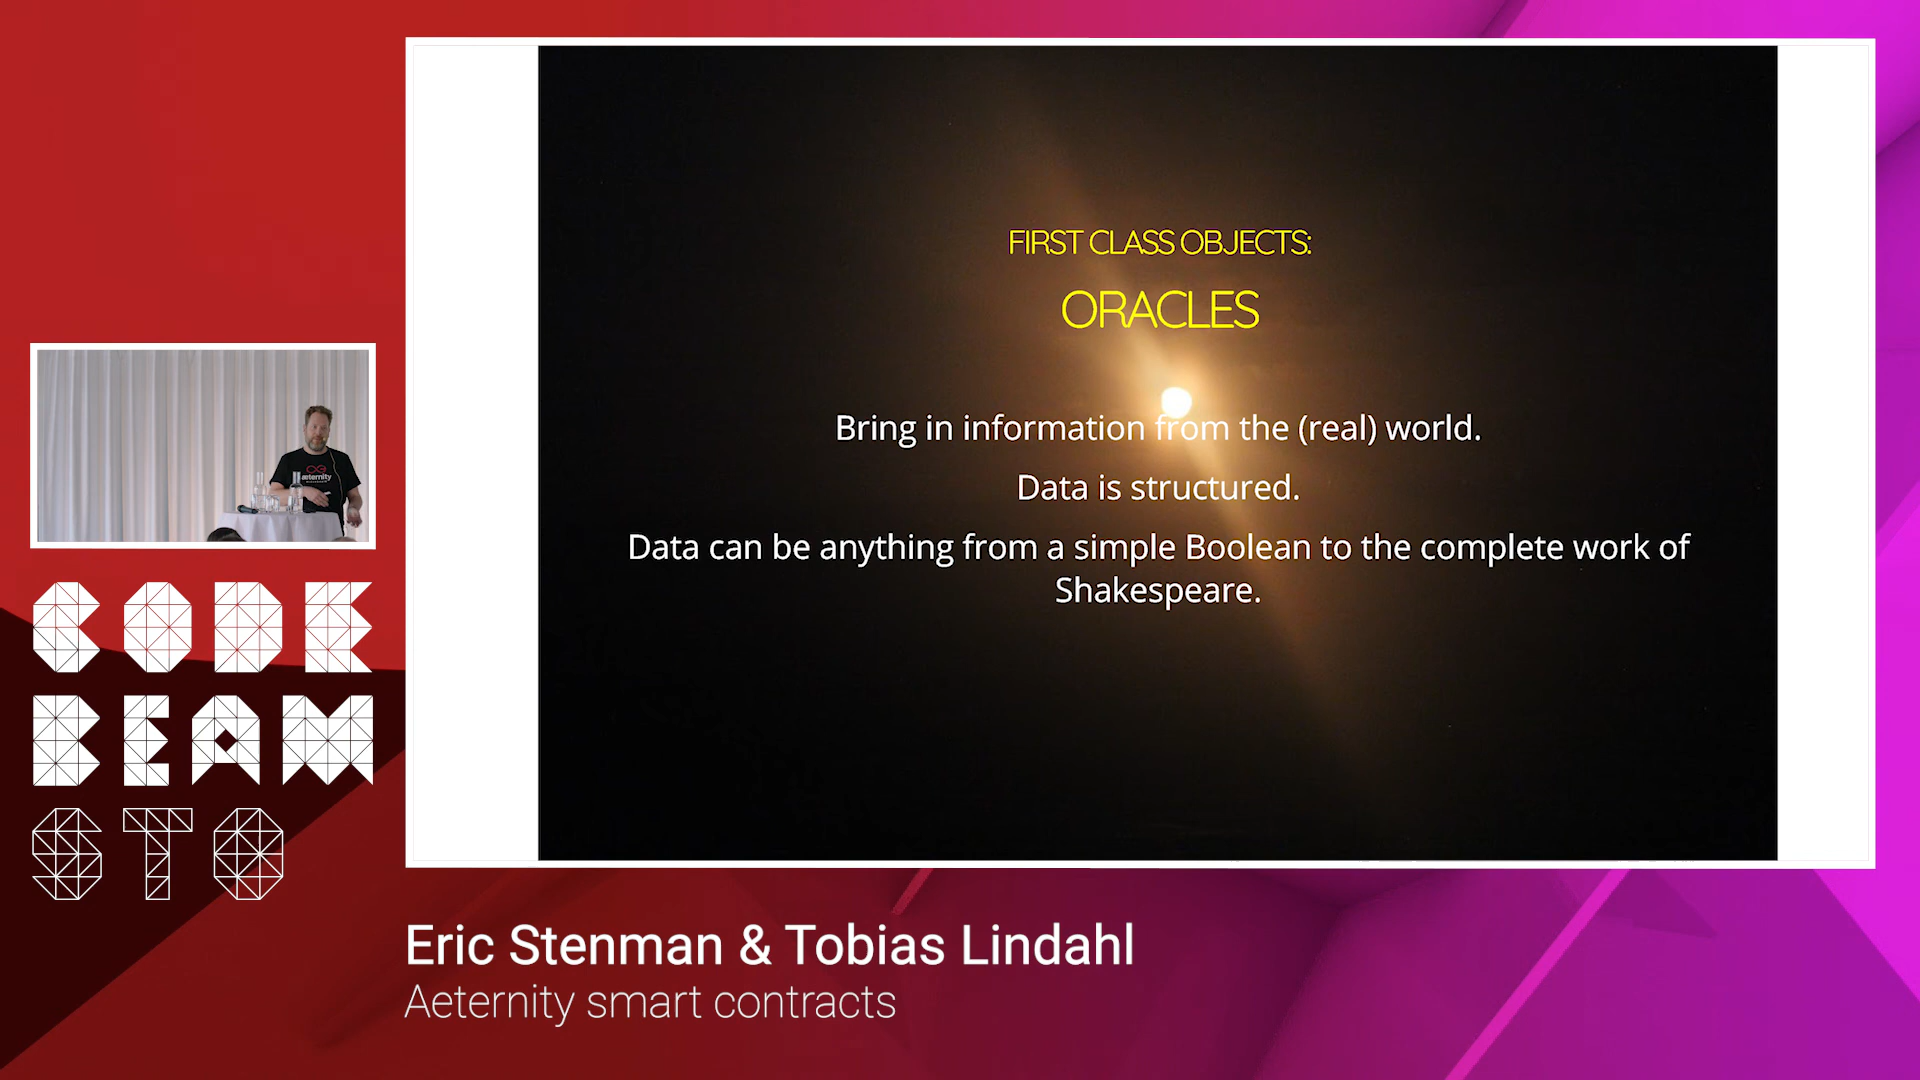 FIRST CLASS OBJECTS:
ORACLES
Bring in information from the (real) world.
Data is structured.
Data can be anything from a simple Boolean to the complete work of
Shakespeare.
æternity
CODE
BEAM
STO
Eric Stenman & Tobias Lindahl
Aeternity smart contracts